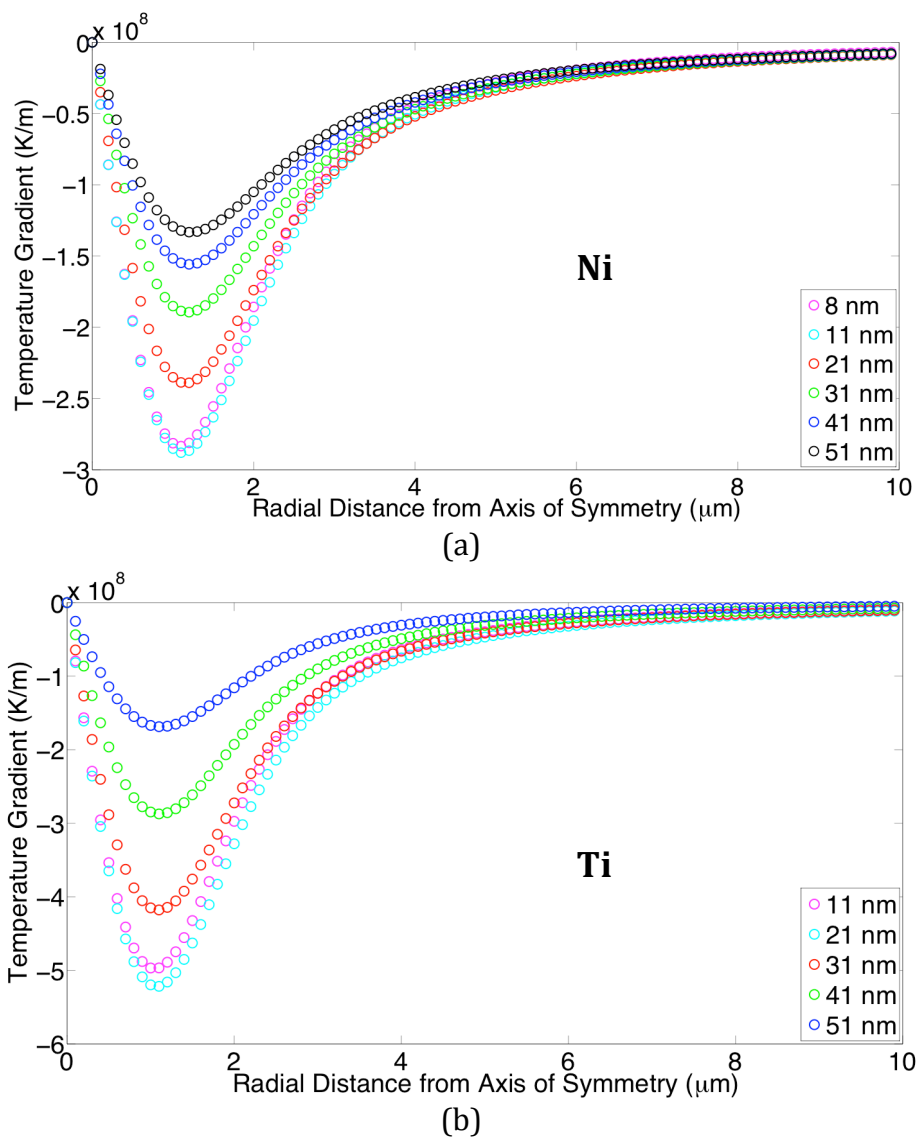 0 x 10^8
−0.5
−1
−1.5
−2
−2.5
−3
Temperature Gradient (K/m)
Ni
8 nm
11 nm
21 nm
31 nm
41 nm
51 nm
0 2 4 6 8 10
Radial Distance from Axis of Symmetry (μm)
(a)
0 x 10^8
−1
−2
−3
−4
−5
−6
Temperature Gradient (K/m)
Ti
11 nm
21 nm
31 nm
41 nm
51 nm
0 2 4 6 8 10
Radial Distance from Axis of Symmetry (μm)
(b)